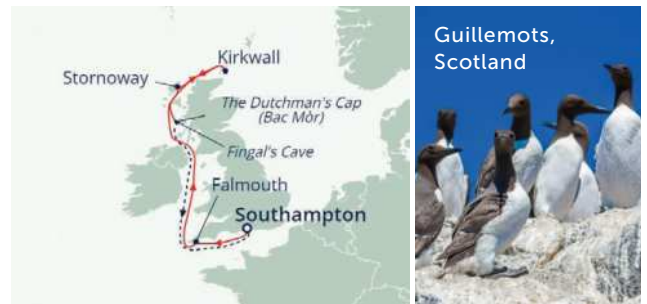 Kirkwall
Stornoway
The Dutchman's Cap
(Bac Mòr)
Fingal's Cave
Falmouth
Southampton
Guillemots,
Scotland